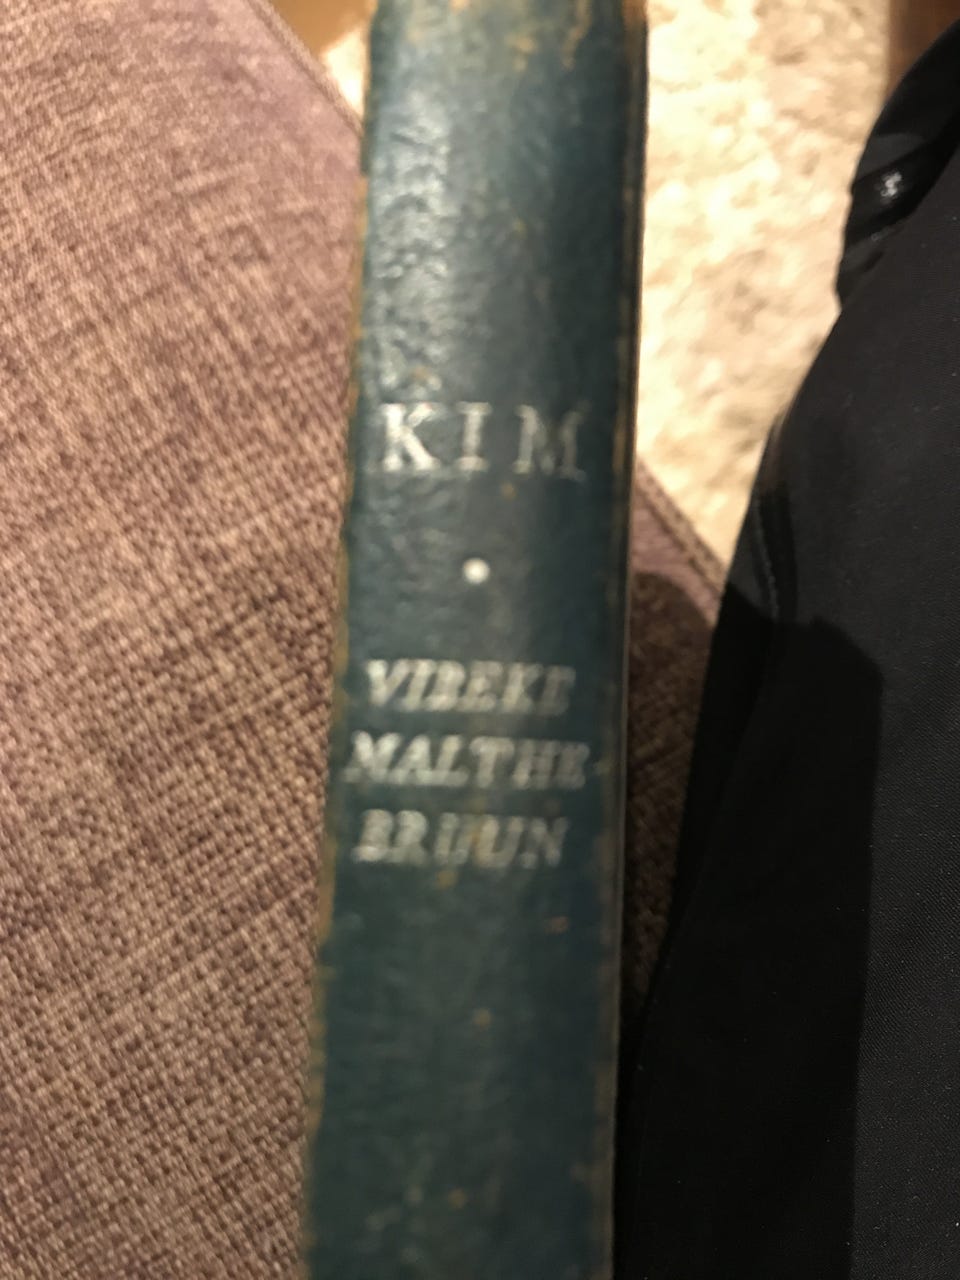 KIM
•
VIBEKE
MALTHE
BRUUN